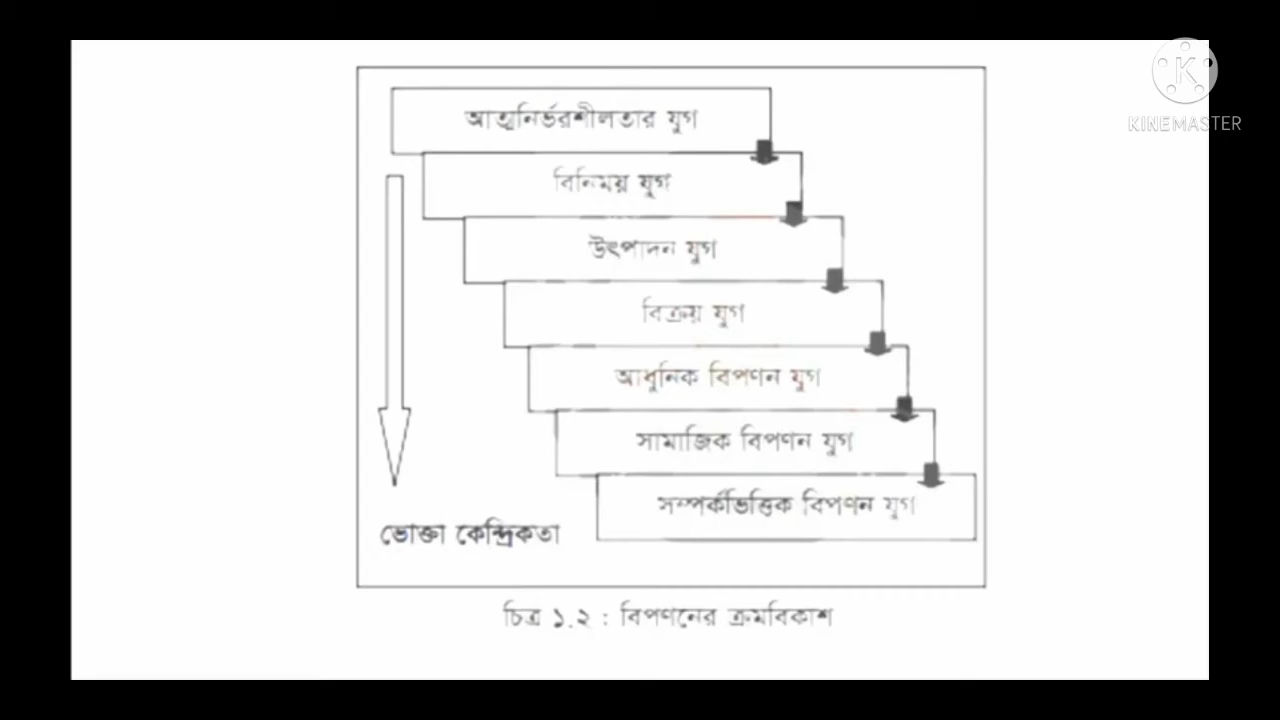 KINEMASTER
আত্মনির্ভরশীলতার যুগ
বিনিময় যুগ
উৎপাদন যুগ
বিক্রয় যুগ
আধুনিক বিপণন যুগ
সামাজিক বিপণন যুগ
সম্পর্কভিত্তিক বিপণন যুগ
ভোক্তা কেন্দ্রিকতা
চিত্র ১.২ : বিপণনের ক্রমবিকাশ